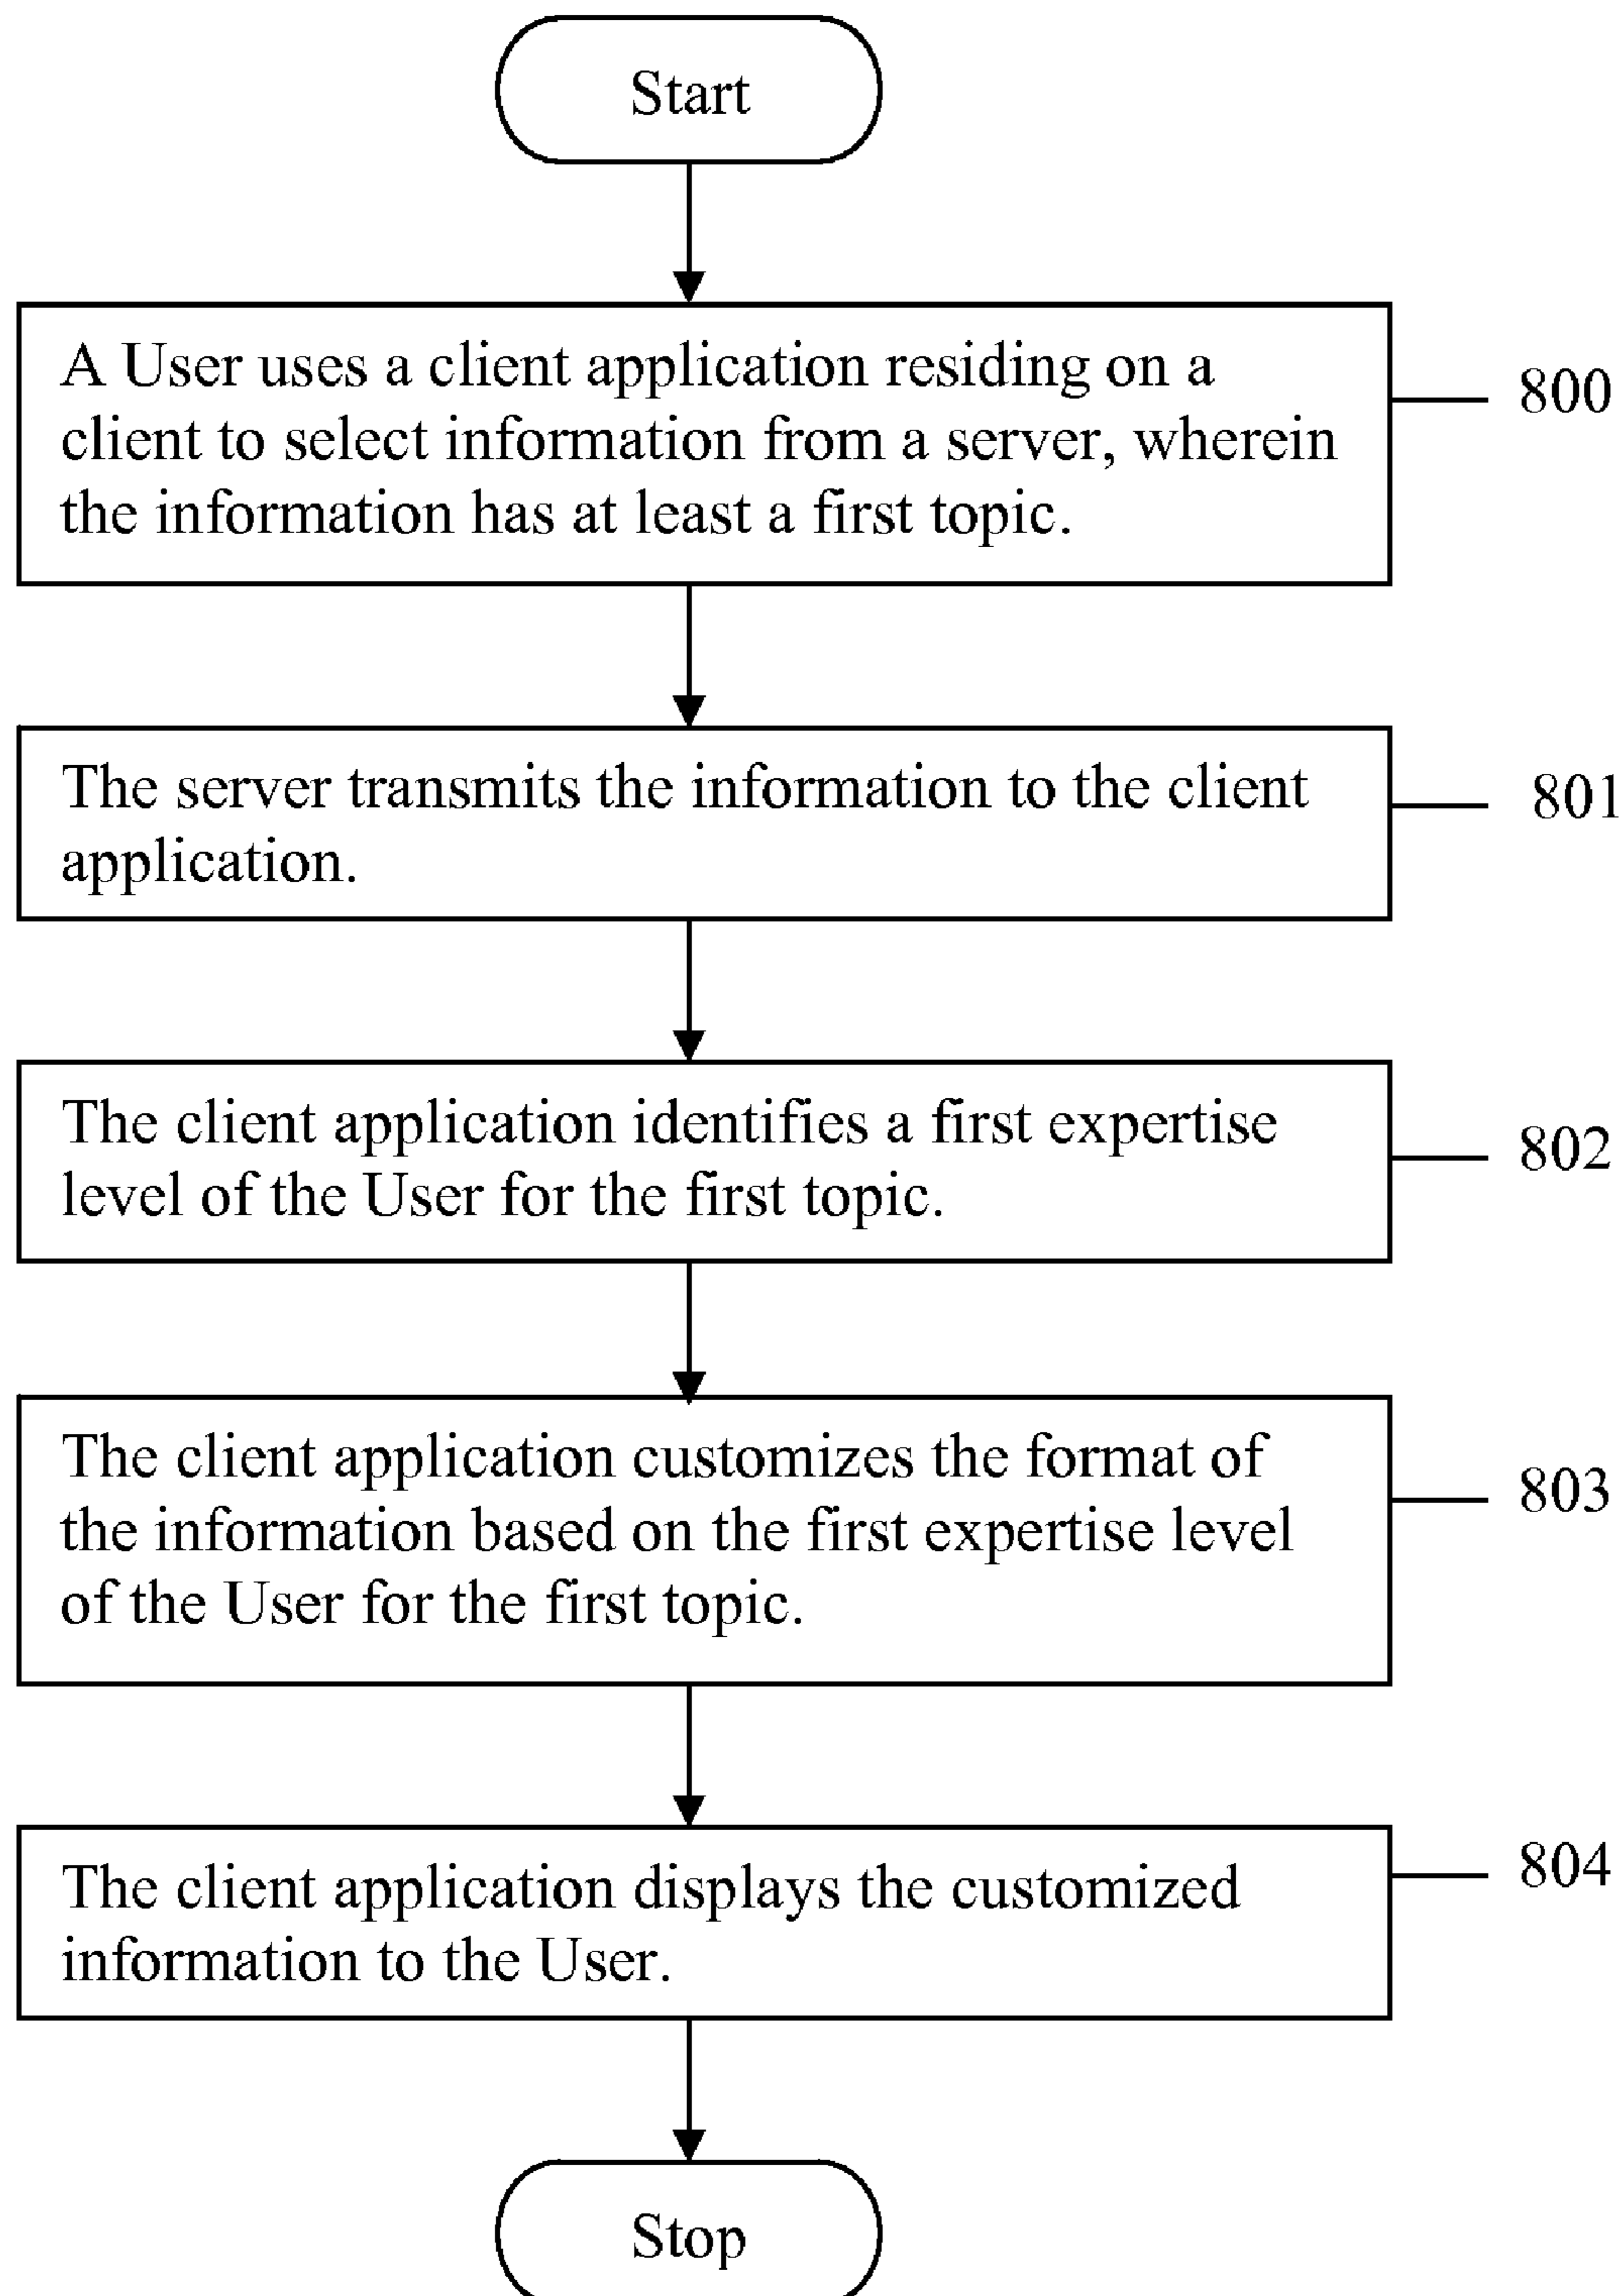 Start
A User uses a client application residing on a
client to select information from a server, wherein
the information has at least a first topic.
800
The server transmits the information to the client
application.
801
The client application identifies a first expertise
level of the User for the first topic.
802
The client application customizes the format of
the information based on the first expertise level
of the User for the first topic.
803
The client application displays the customized
information to the User.
804
Stop